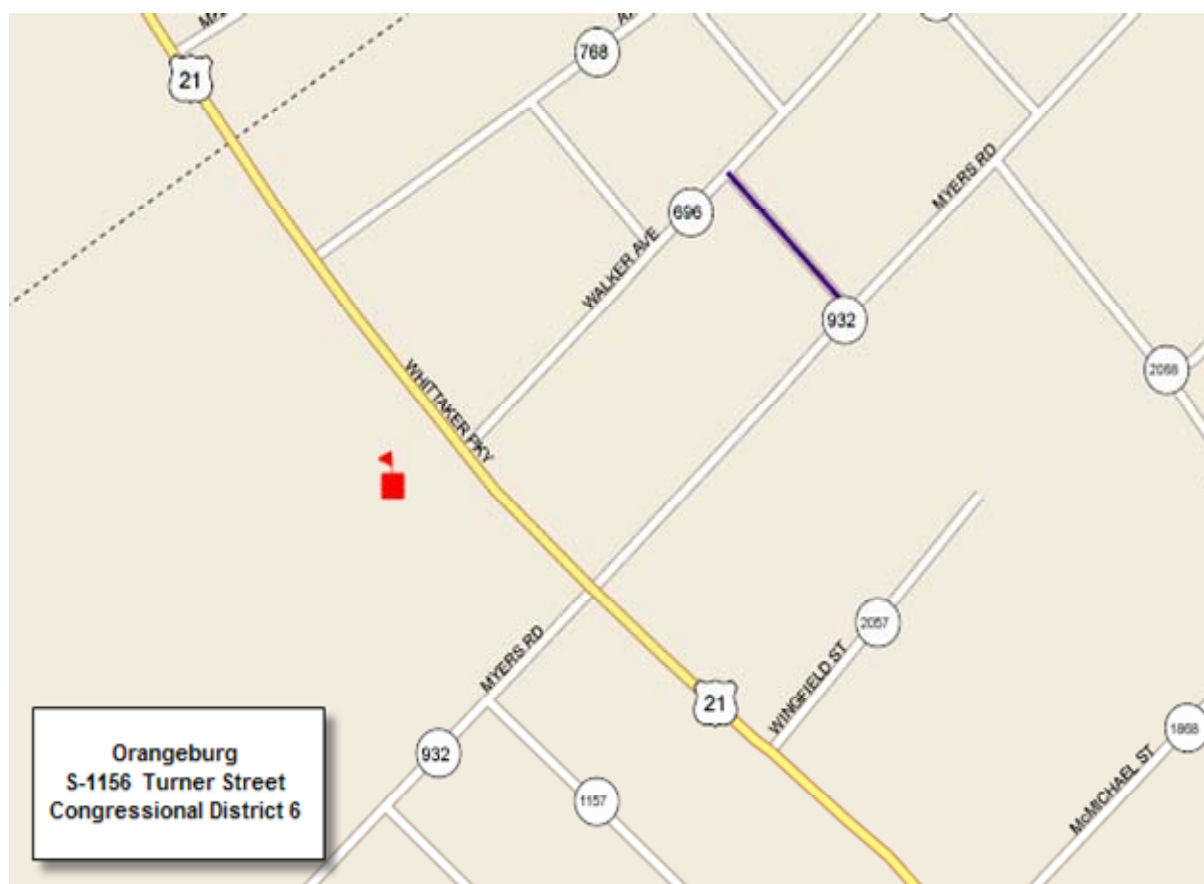 21
768
696
WALKER AVE
MYERS RD
932
2068
WHITTAKER PKY
2057
WINGFIELD ST
MYERS RD
21
932
1157
1868
McMICHAEL ST
Orangeburg
S-1156 Turner Street
Congressional District 6